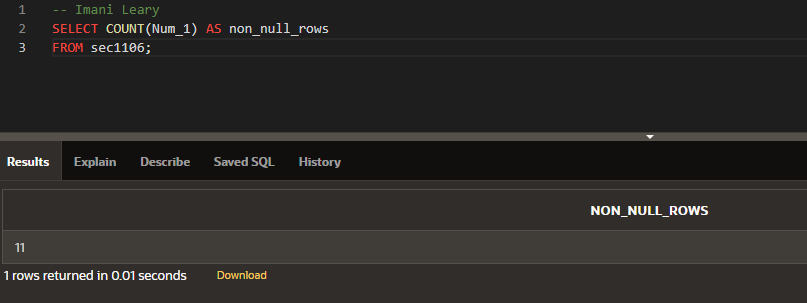 1 -- Imani Leary
2 SELECT COUNT(Num_1) AS non_null_rows
3 FROM sec1106;
Results Explain Describe Saved SQL History
NON_NULL_ROWS
11
1 rows returned in 0.01 seconds Download